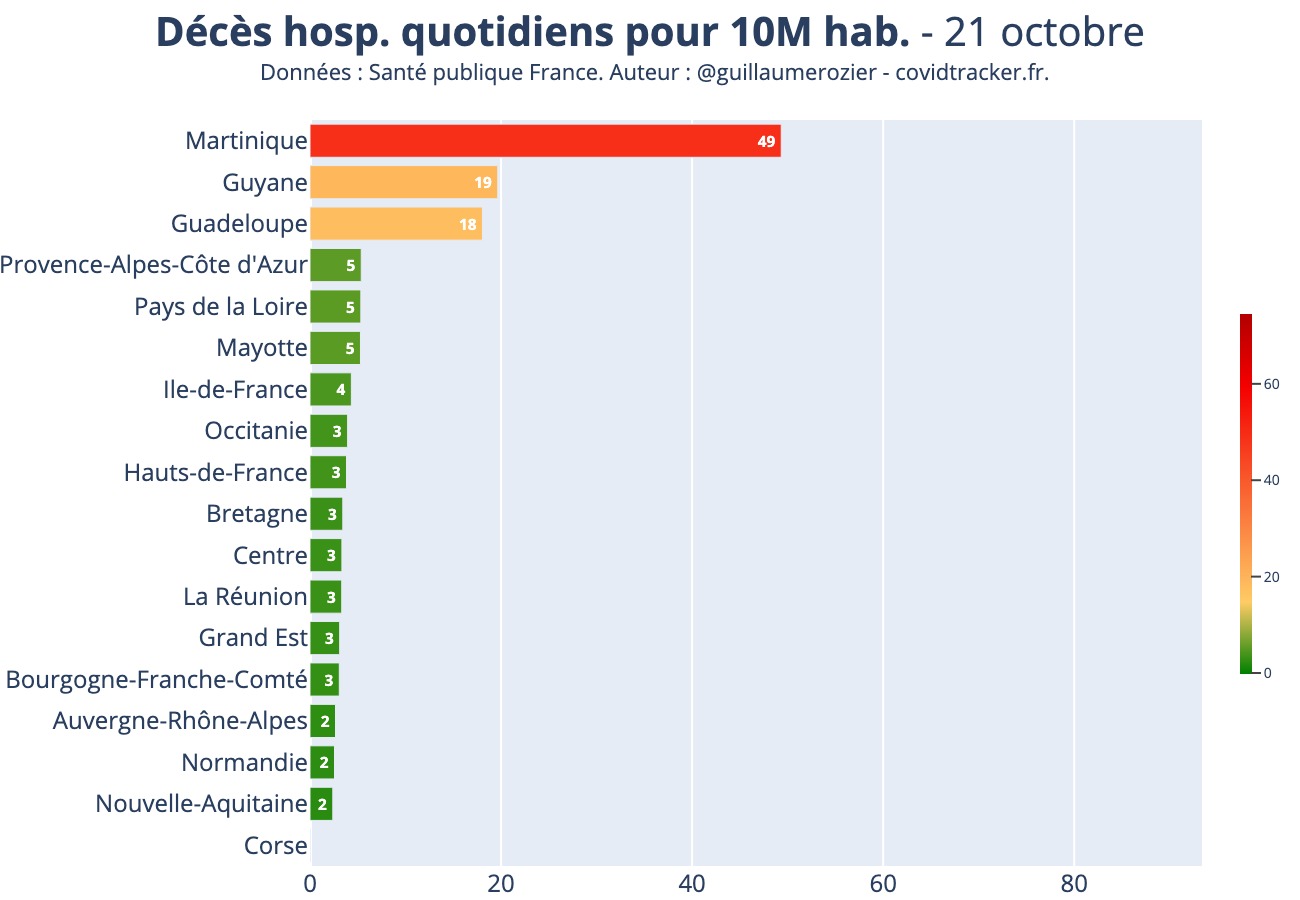 Décès hosp. quotidiens pour 10M hab. - 21 octobre
Données : Santé publique France. Auteur : @guillaumerozier - covidtracker.fr.
Martinique 49
Guyane 19
Guadeloupe 18
Provence-Alpes-Côte d'Azur 5
Pays de la Loire 5
Mayotte 5
Ile-de-France 4
Occitanie 3
Hauts-de-France 3
Bretagne 3
Centre 3
La Réunion 3
Grand Est 3
Bourgogne-Franche-Comté 3
Auvergne-Rhône-Alpes 2
Normandie 2
Nouvelle-Aquitaine 2
Corse
0 20 40 60 80
60
40
20
0